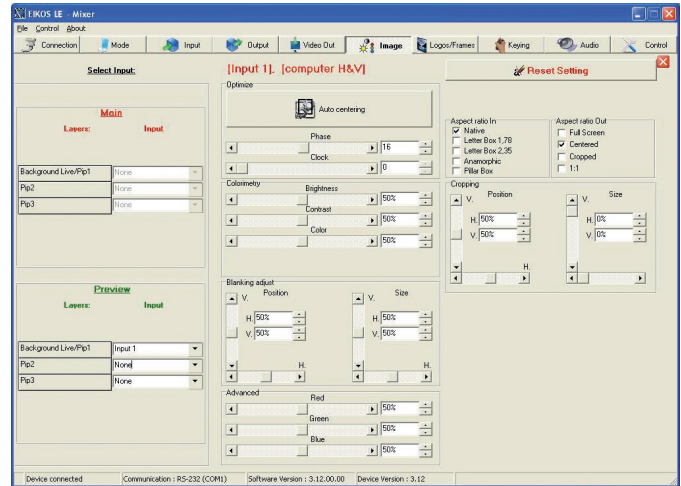 EIKOS LE - Mixer
File Control About
Connection Mode Input Output Video Out Image Logos/Frames Keying Audio Control
Select Input:
[Input 1]. [computer H&V]
Reset Setting
Main
Layers: Input
Background Live/Pip1 None
Pip2 None
Pip3 None
Preview
Layers: Input
Background Live/Pip1 Input 1
Pip2 None
Pip3 None
Optimize
Auto centering
Phase
16
Clock
0
Colorimetry
Brightness
50%
Contrast
50%
Color
50%
Blanking adjust
Position Size
V. V.
H. 50% H. 50%
V. 50% V. 50%
H. H.
Advanced
Red
50%
Green
50%
Blue
50%
Aspect ratio In
Native
Letter Box 1,78
Letter Box 2,35
Anamorphic
Pillar Box
Aspect ratio Out
Full Screen
Centered
Cropped
1:1
Cropping
Position Size
V. V.
H. 50% H. 0%
V. 50% V. 0%
H.
Device connected Communication : RS-232 (COM1) Software Version : 3.12.00.00 Device Version : 3.12